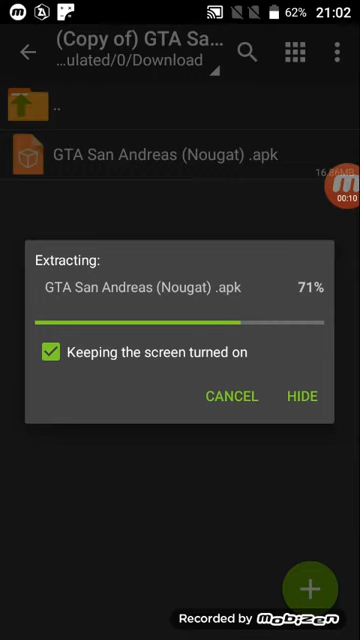 62% 21:02
(Copy of) GTA Sa...
...ulated/0/Download
..
GTA San Andreas (Nougat) .apk
00:10
Extracting:
GTA San Andreas (Nougat) .apk 71%
Keeping the screen turned on
CANCEL HIDE
Recorded by Mobizen